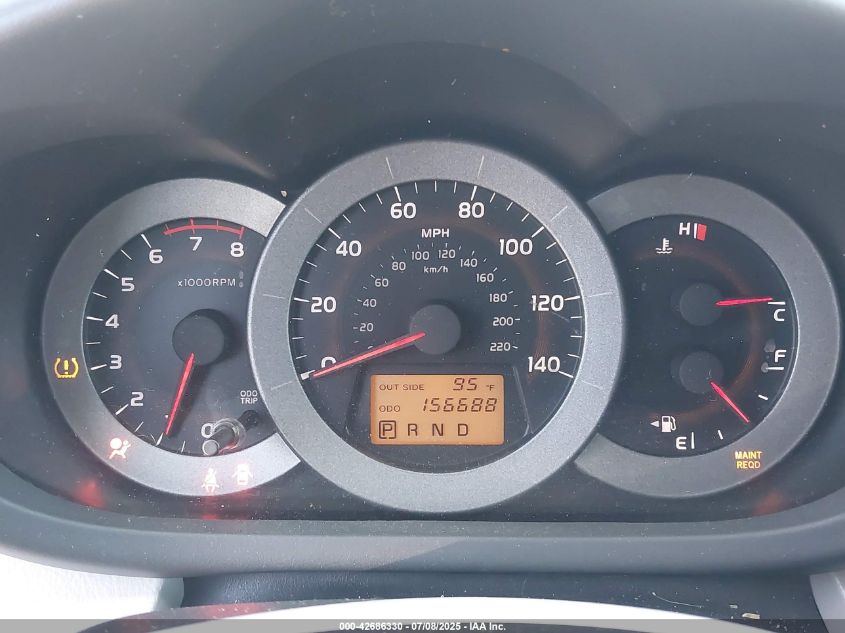 6 7 8
5
4
3
2
0
x1000RPM
ODO
TRIP
60 80
40 100
20 120
0 140
MPH
80 100 120 140
km/h
60 160
40 180
20 200
220
OUT SIDE 95 °F
ODO 156688
P R N D
H
C
F
E
MAINT
REQD
000-42686330 - 07/08/2025 - IAA Inc.